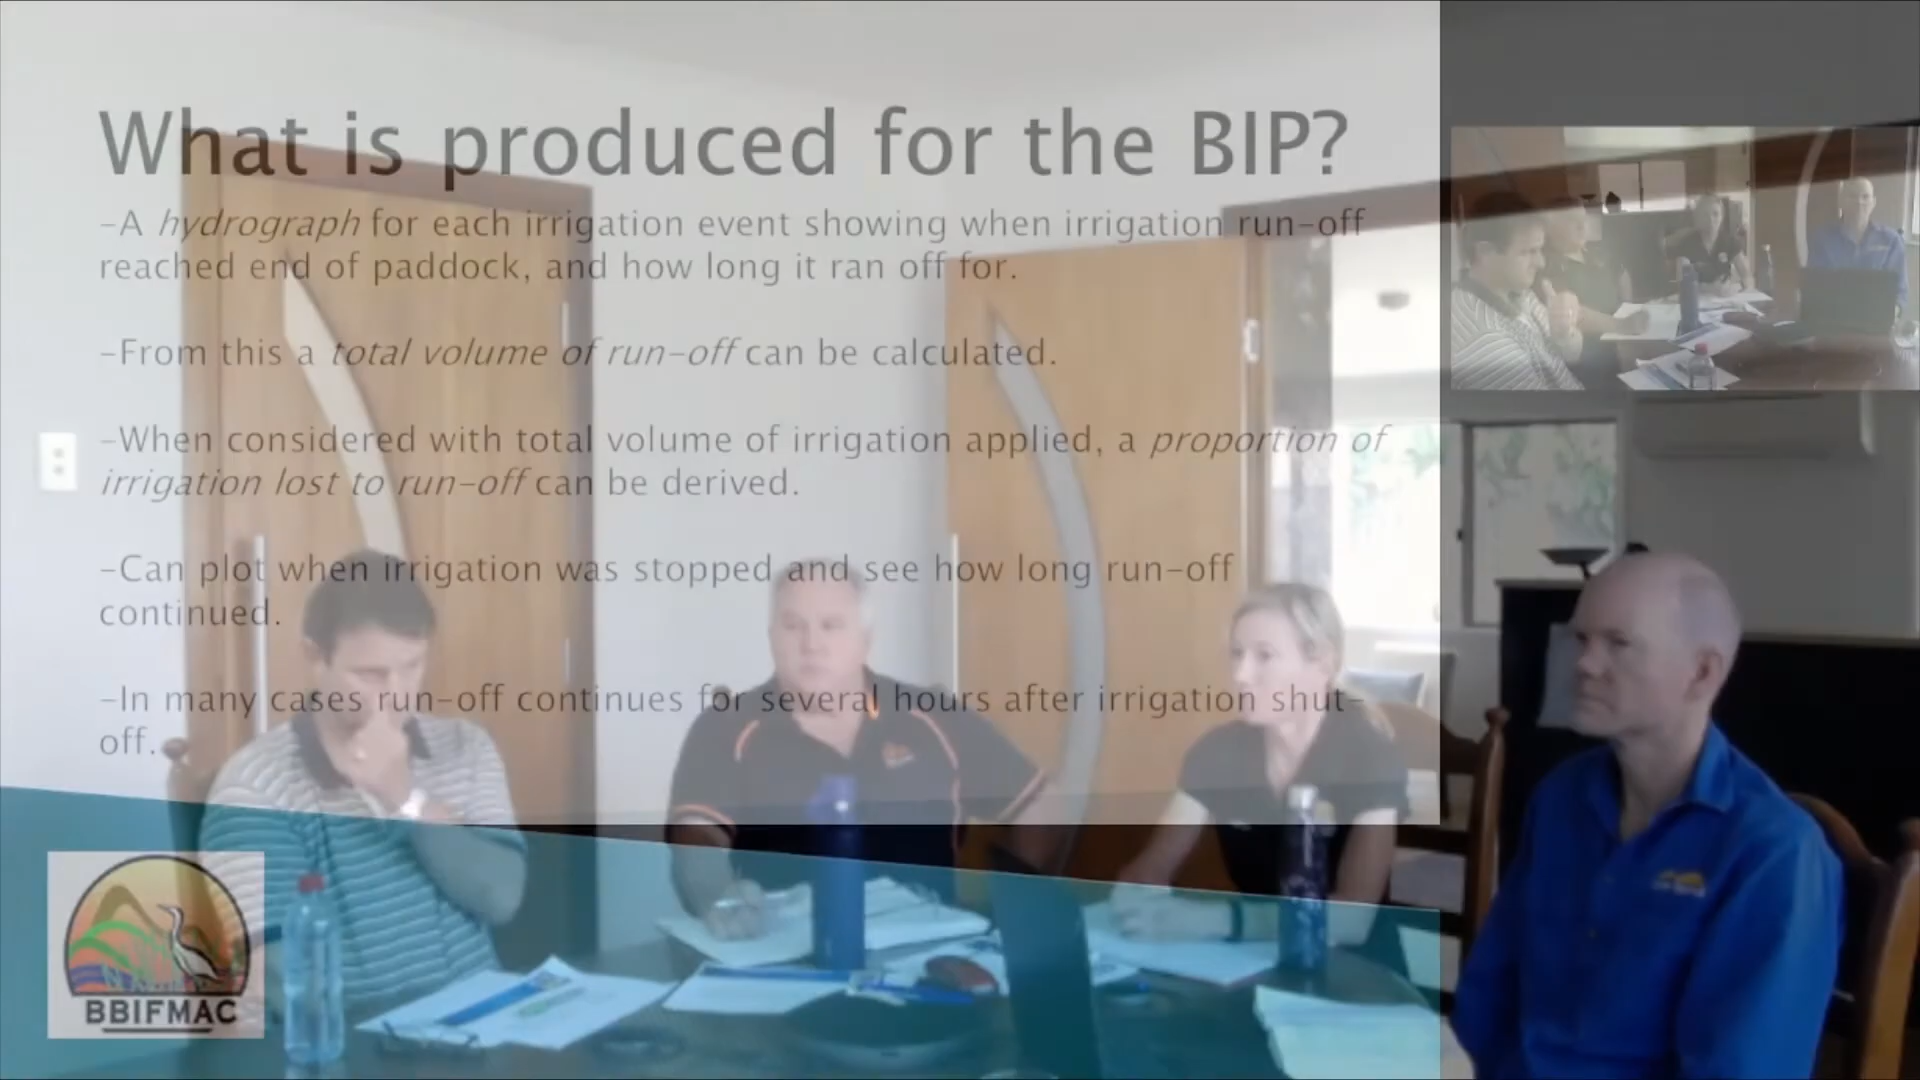 What is produced for the BIP?
-A hydrograph for each irrigation event showing when irrigation run-off
reached end of paddock, and how long it ran off for.
-From this a total volume of run-off can be calculated.
-When considered with total volume of irrigation applied, a proportion of
irrigation lost to run-off can be derived.
-Can plot when irrigation was stopped and see how long run-off
continued.
-In many cases run-off continues for several hours after irrigation shut-
off.
BBIFMAC